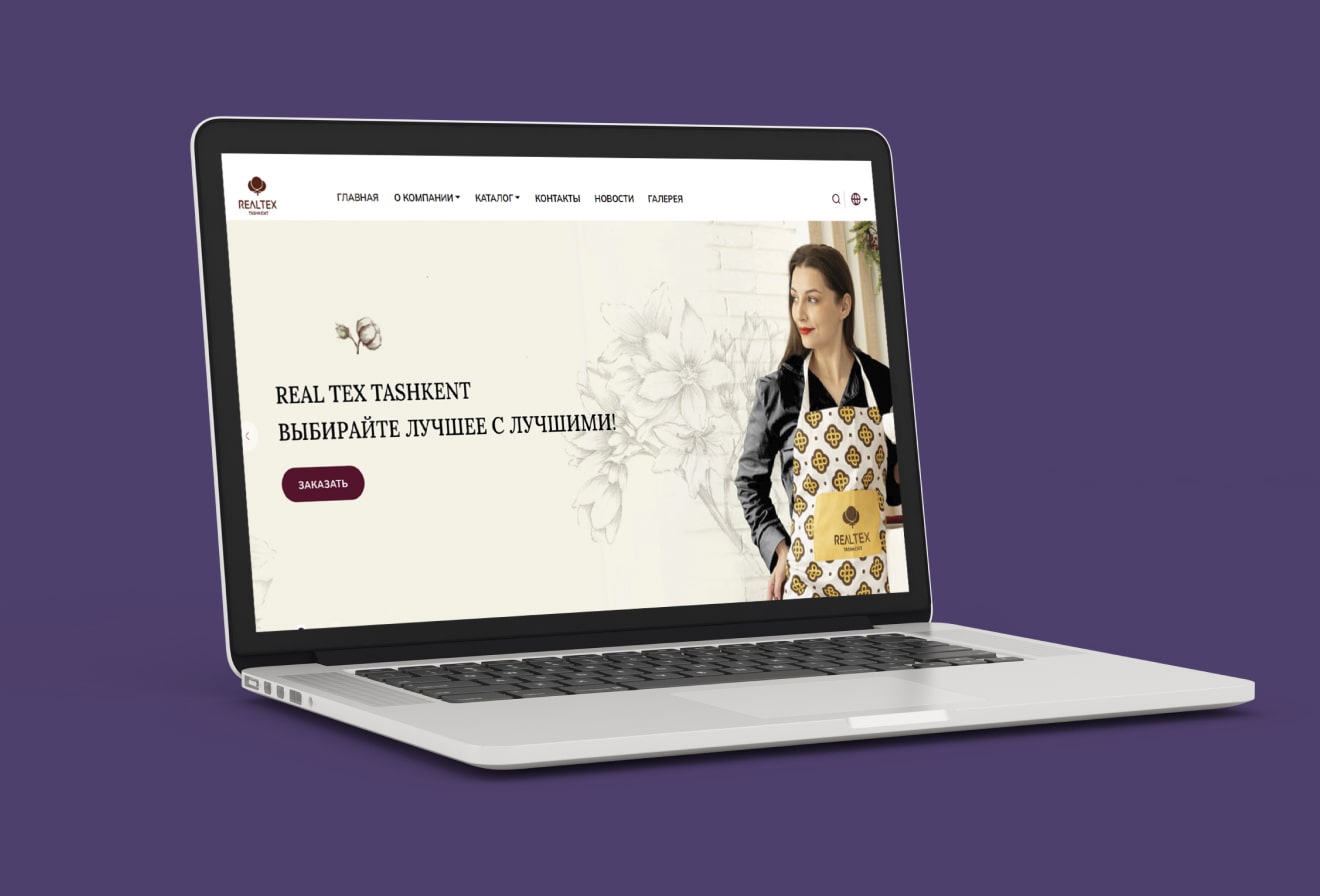 REALTEX
TASHKENT
ГЛАВНАЯ
О КОМПАНИИ
КАТАЛОГ
КОНТАКТЫ
НОВОСТИ
ГАЛЕРЕЯ
REAL TEX TASHKENT
ВЫБИРАЙТЕ ЛУЧШЕЕ С ЛУЧШИМИ!
ЗАКАЗАТЬ
REALTEX
TASHKENT